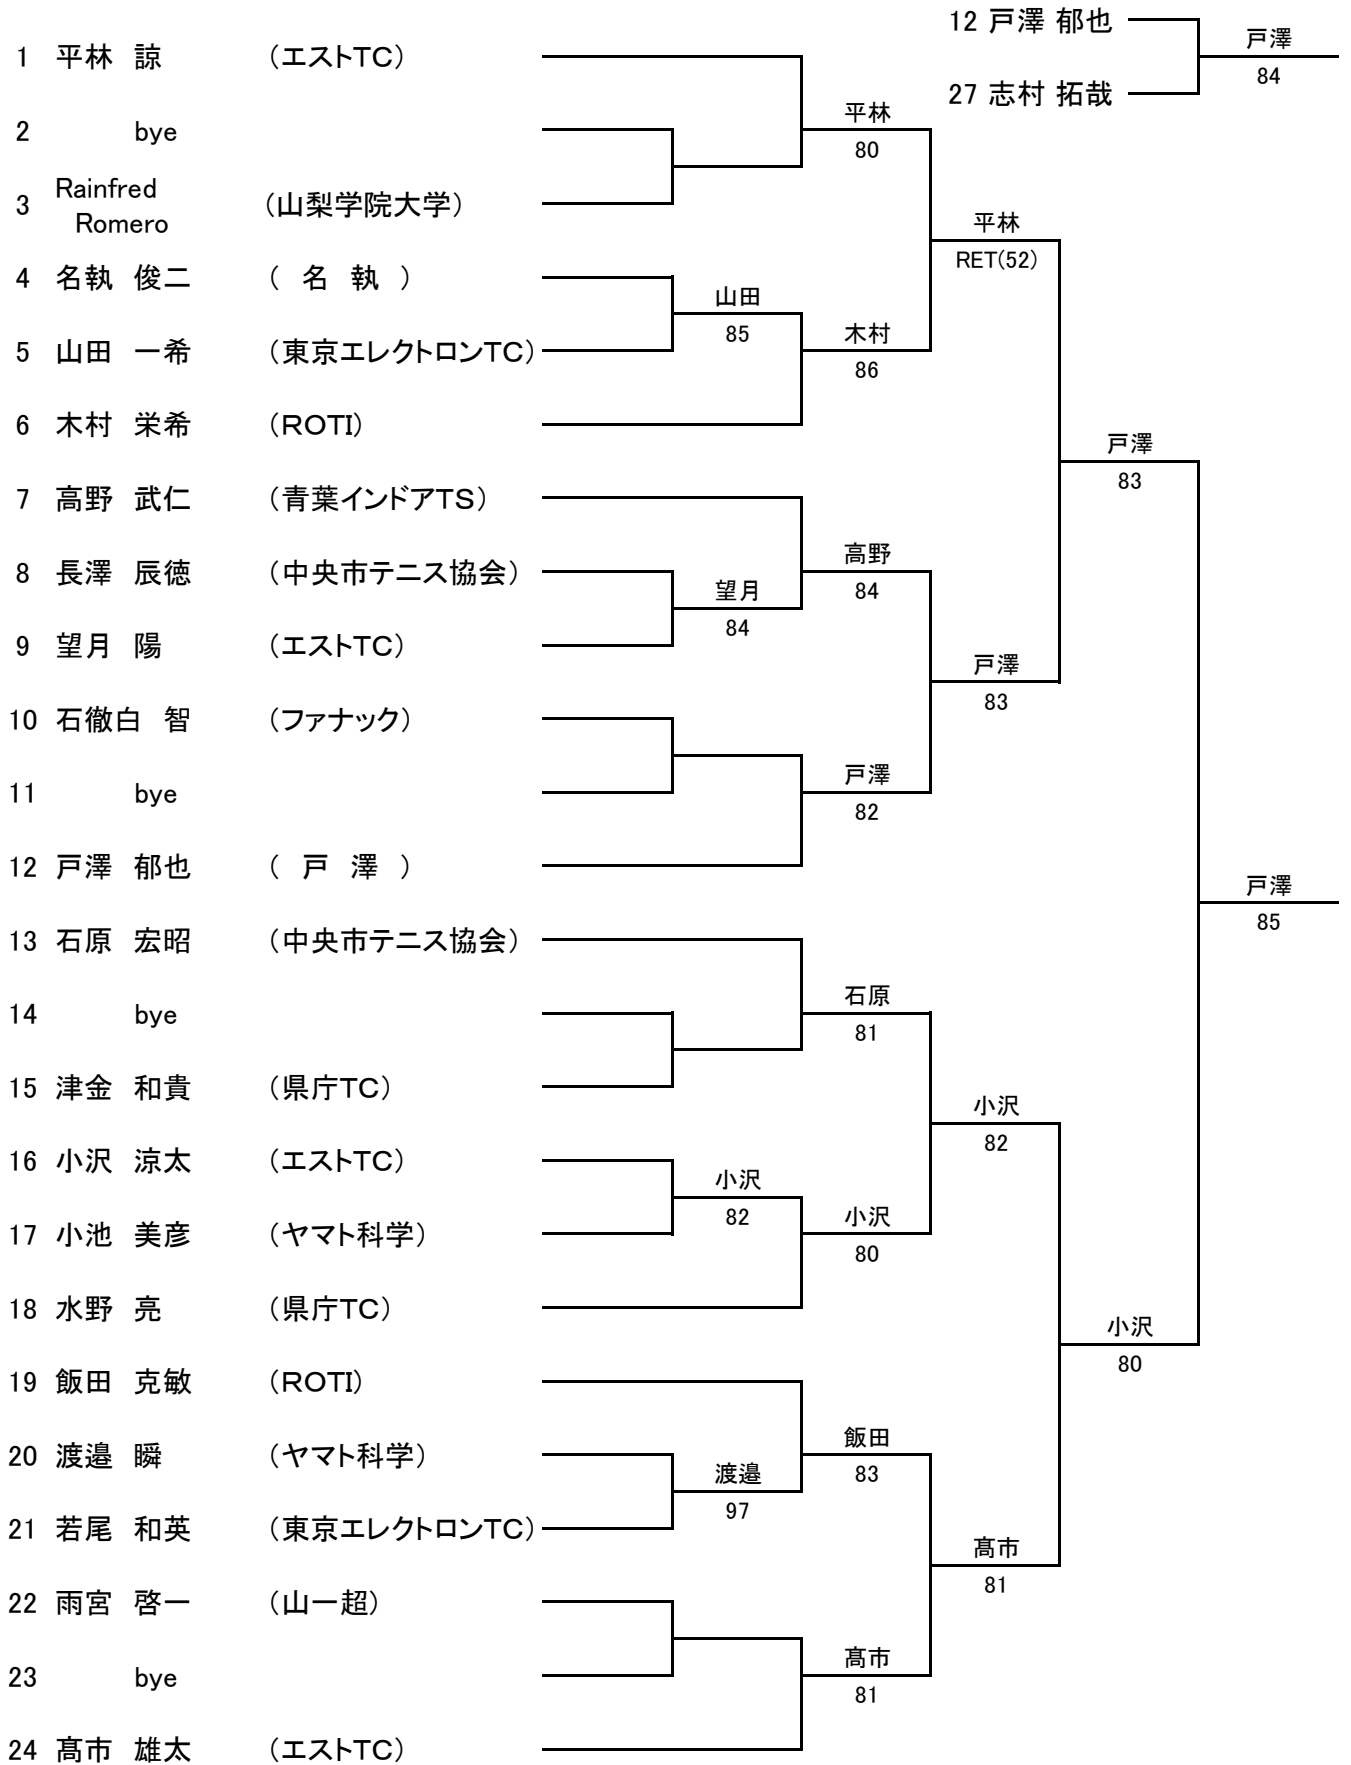 12 戸澤 郁也
戸澤
84
27 志村 拓哉
1 平林 諒 (エストTC)
平林
80
2 bye
3 Rainfred Romero (山梨学院大学)
平林
RET(52)
4 名執 俊二 ( 名 執 )
山田
85
木村
86
5 山田 一希 (東京エレクトロンTC)
6 木村 栄希 (ROTI)
戸澤
83
7 高野 武仁 (青葉インドアTS)
高野
84
8 長澤 辰徳 (中央市テニス協会)
望月
84
9 望月 陽 (エストTC)
戸澤
83
10 石徹白 智 (ファナック)
戸澤
82
11 bye
12 戸澤 郁也 ( 戸 澤 )
戸澤
85
13 石原 宏昭 (中央市テニス協会)
石原
81
14 bye
15 津金 和貴 (県庁TC)
小沢
82
16 小沢 涼太 (エストTC)
小沢
82
小沢
80
17 小池 美彦 (ヤマト科学)
18 水野 亮 (県庁TC)
小沢
80
19 飯田 克敏 (ROTI)
飯田
83
20 渡邉 瞬 (ヤマト科学)
渡邉
97
21 若尾 和英 (東京エレクトロンTC)
髙市
81
22 雨宮 啓一 (山一超)
髙市
81
23 bye
24 髙市 雄太 (エストTC)